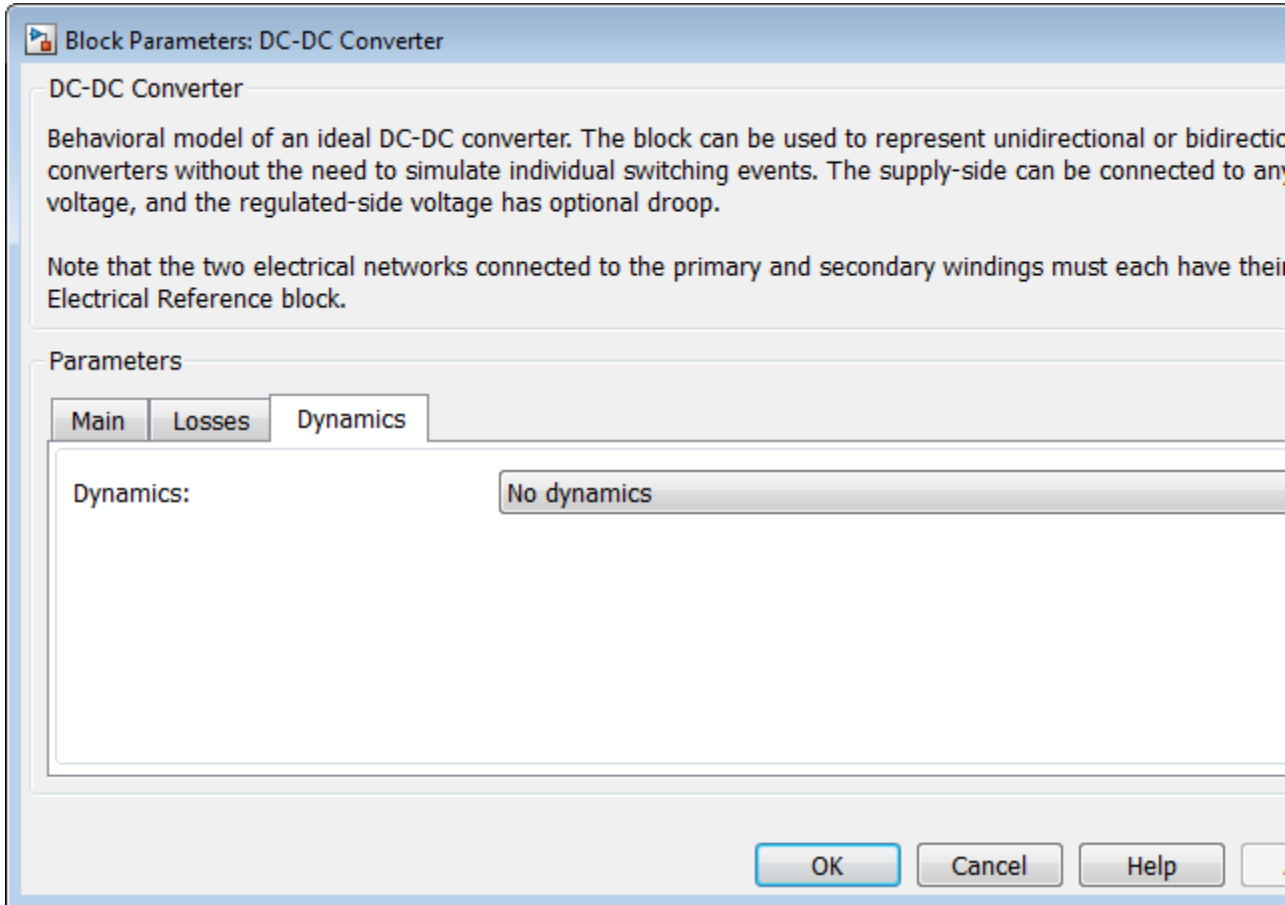 Block Parameters: DC-DC Converter
DC-DC Converter
Behavioral model of an ideal DC-DC converter. The block can be used to represent unidirectional or
converters without the need to simulate individual switching events. The supply-side can be connected to
voltage, and the regulated-side voltage has optional droop.
Note that the two electrical networks connected to the primary and secondary windings must each have their
Electrical Reference block.
Parameters
Main Losses Dynamics
Dynamics: No dynamics
OK Cancel Help